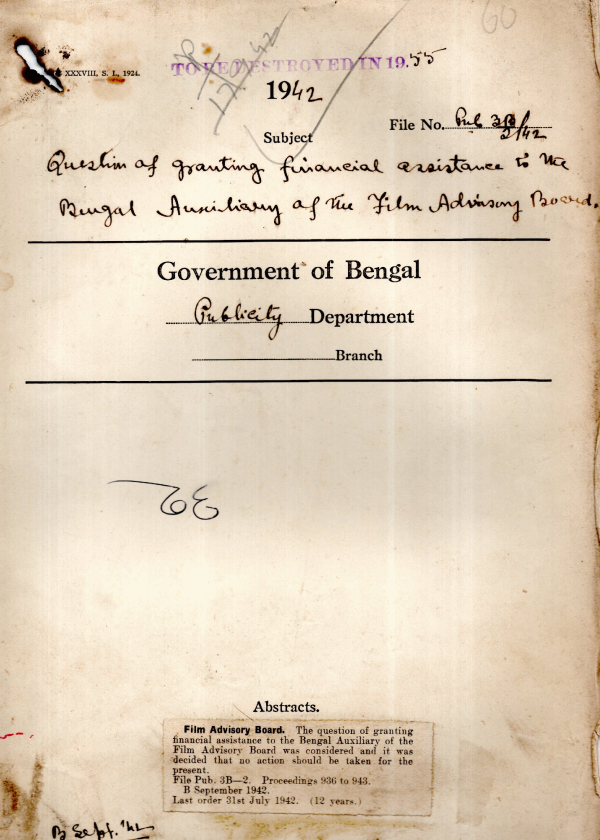 60
XXXVIII, S. L., 1924.
TO BE DESTROYED IN 19.55
1942
File No. Pub 3B/2/42
Subject
Question of granting financial assistance to the
Bengal Auxiliary of the Film Advisory Board.
Government of Bengal
Publicity Department
Branch
Abstracts.
Film Advisory Board. The question of granting
financial assistance to the Bengal Auxiliary of the
Film Advisory Board was considered and it was
decided that no action should be taken for the
present.
File Pub. 3B—2. Proceedings 936 to 943.
B September 1942.
Last order 31st July 1942. (12 years.)
B Sept. '42